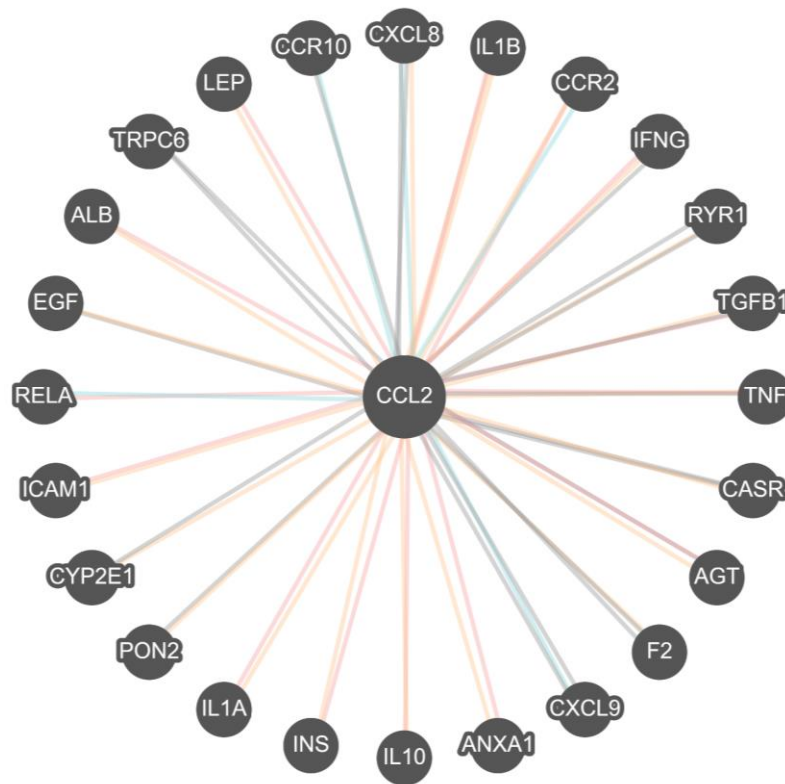 CXCL8
CCR10
IL1B
LEP
CCR2
TRPC6
IFNG
ALB
RYR1
EGF
TGFB1
RELA
CCL2
TNF
ICAM1
CASR
CYP2E1
AGT
PON2
F2
IL1A
CXCL9
INS
ANXA1
IL10